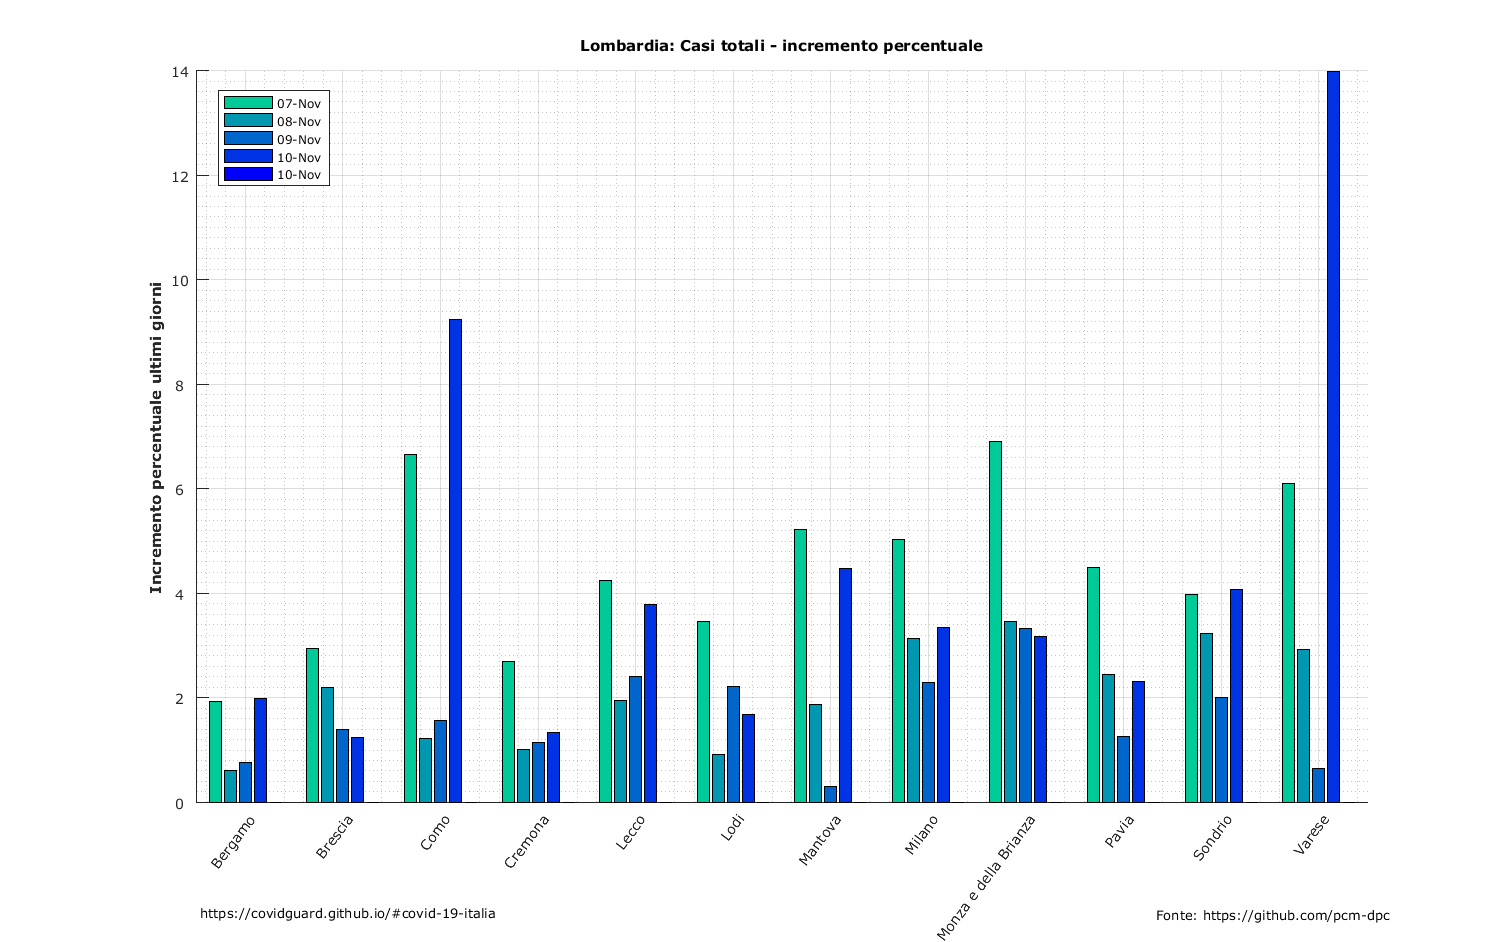 Lombardia: Casi totali - incremento percentuale
14
12
10
8
6
4
2
0
Incremento percentuale ultimi giorni
07-Nov
08-Nov
09-Nov
10-Nov
10-Nov
Bergamo
Brescia
Como
Cremona
Lecco
Lodi
Mantova
Milano
Monza e della Brianza
Pavia
Sondrio
Varese
https://covidguard.github.io/#covid-19-italia
Fonte: https://github.com/pcm-dpc